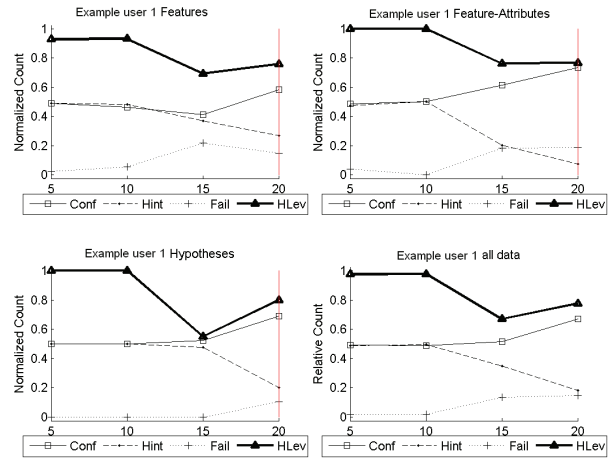 Example user 1 Features
Normalized Count
1
0.8
0.6
0.4
0.2
0
5 10 15 20
Conf Hint Fail HLev
Example user 1 Feature-Attributes
Normalized Count
1
0.8
0.6
0.4
0.2
0
5 10 15 20
Conf Hint Fail HLev
Example user 1 Hypotheses
Normalized Count
1
0.8
0.6
0.4
0.2
0
5 10 15 20
Conf Hint Fail HLev
Example user 1 all data
Relative Count
1
0.8
0.6
0.4
0.2
0
5 10 15 20
Conf Hint Fail HLev